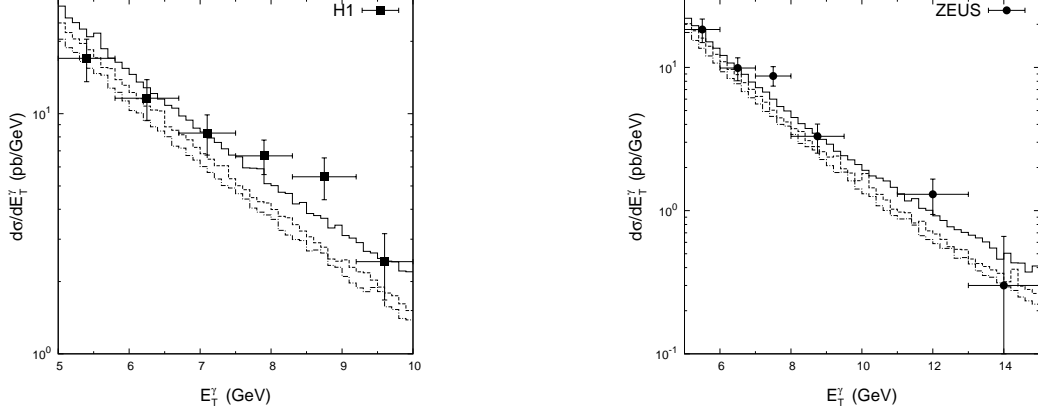 H1
10¹
10⁰
5 6 7 8 9 10
dσ/dE_T^γ (pb/GeV)
E_T^γ (GeV)
ZEUS
10¹
10⁰
10⁻¹
6 8 10 12 14
dσ/dE_T^γ (pb/GeV)
E_T^γ (GeV)